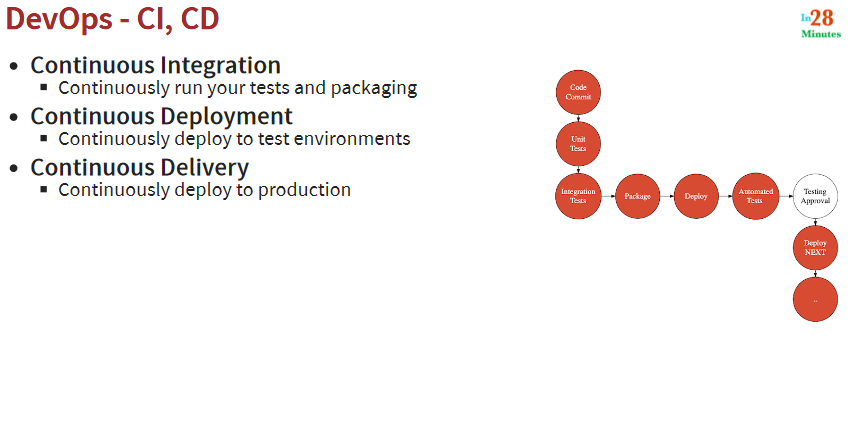 DevOps - CI, CD
In28
Minutes
Continuous Integration
Continuously run your tests and packaging
Continuous Deployment
Continuously deploy to test environments
Continuous Delivery
Continuously deploy to production
Code
Commit
Unit
Tests
Integration
Tests
Package
Deploy
Automated
Tests
Testing
Approval
Deploy
NEXT
..